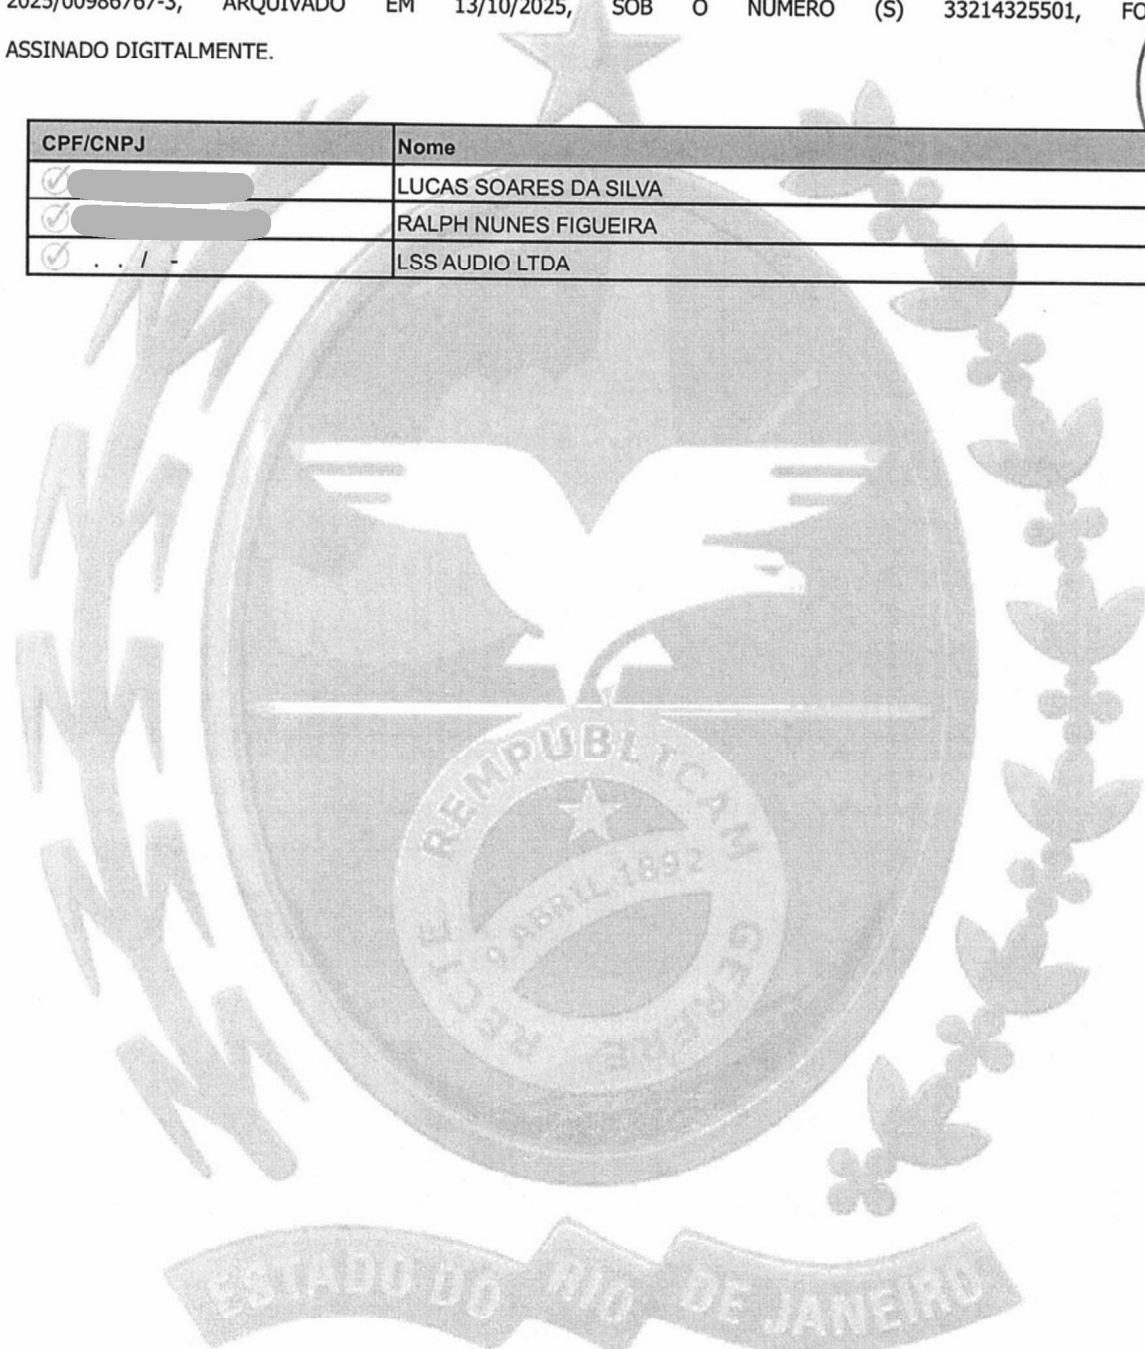 2025/00986767-3, ARQUIVADO EM 13/10/2025, SOB O NÚMERO (S) 33214325501,
ASSINADO DIGITALMENTE.
CPF/CNPJ Nome
LUCAS SOARES DA SILVA
RALPH NUNES FIGUEIRA
. . / - LSS AUDIO LTDA
RECTE REMPUBLICAM GERERE
9 ABRIL 1892
ESTADO DO RIO DE JANEIRO